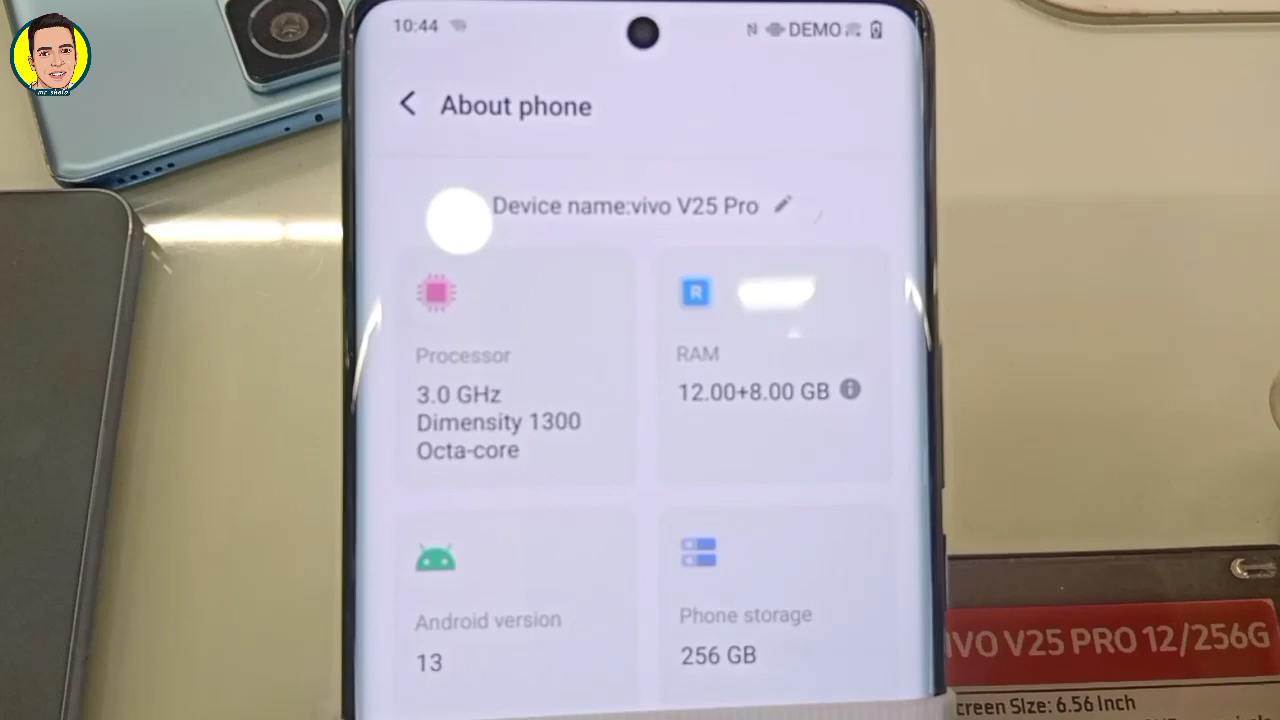 mr shelo
10:44
DEMO
About phone
Device name:vivo V25 Pro
R
Processor
3.0 GHz
Dimensity 1300
Octa-core
RAM
12.00+8.00 GB
Android version
13
Phone storage
256 GB
IVO V25 PRO 12/256G
creen SIze: 6.56 Inch